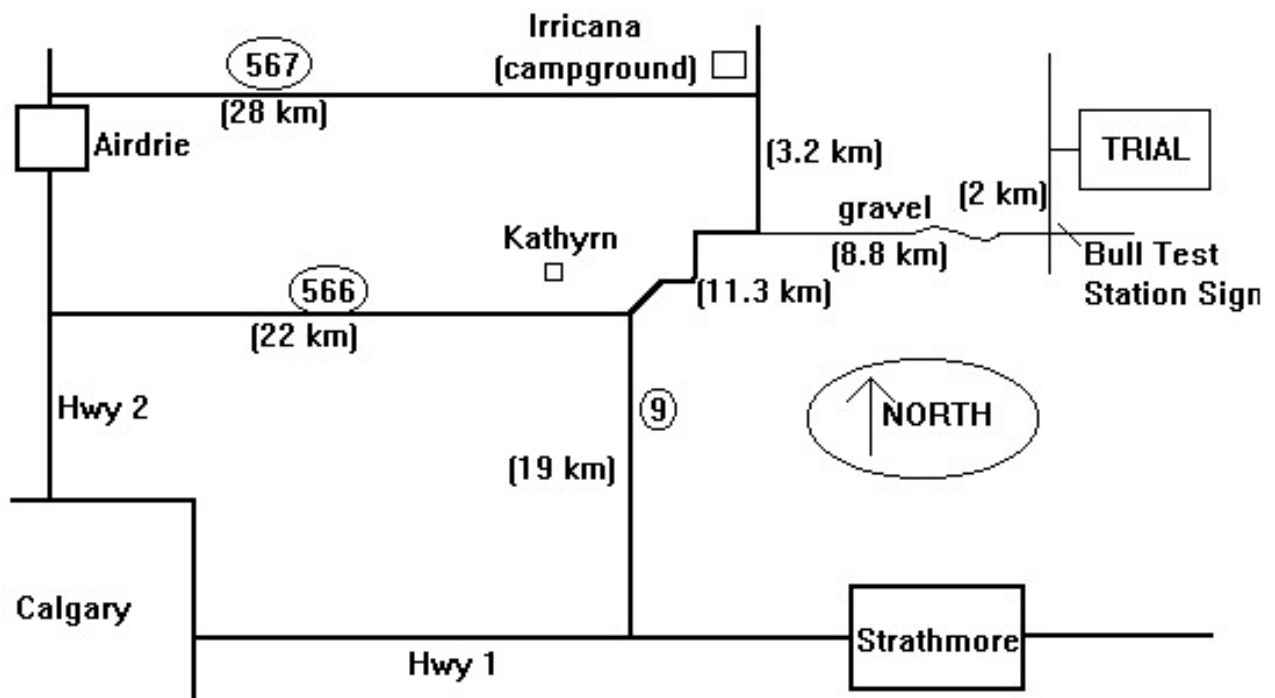 Irricana
(campground)
567
(28 km)
Airdrie
(3.2 km)
TRIAL
gravel
(2 km)
Kathyrn
(8.8 km)
Bull Test
Station Sign
(11.3 km)
566
(22 km)
Hwy 2
9
NORTH
(19 km)
Calgary
Strathmore
Hwy 1